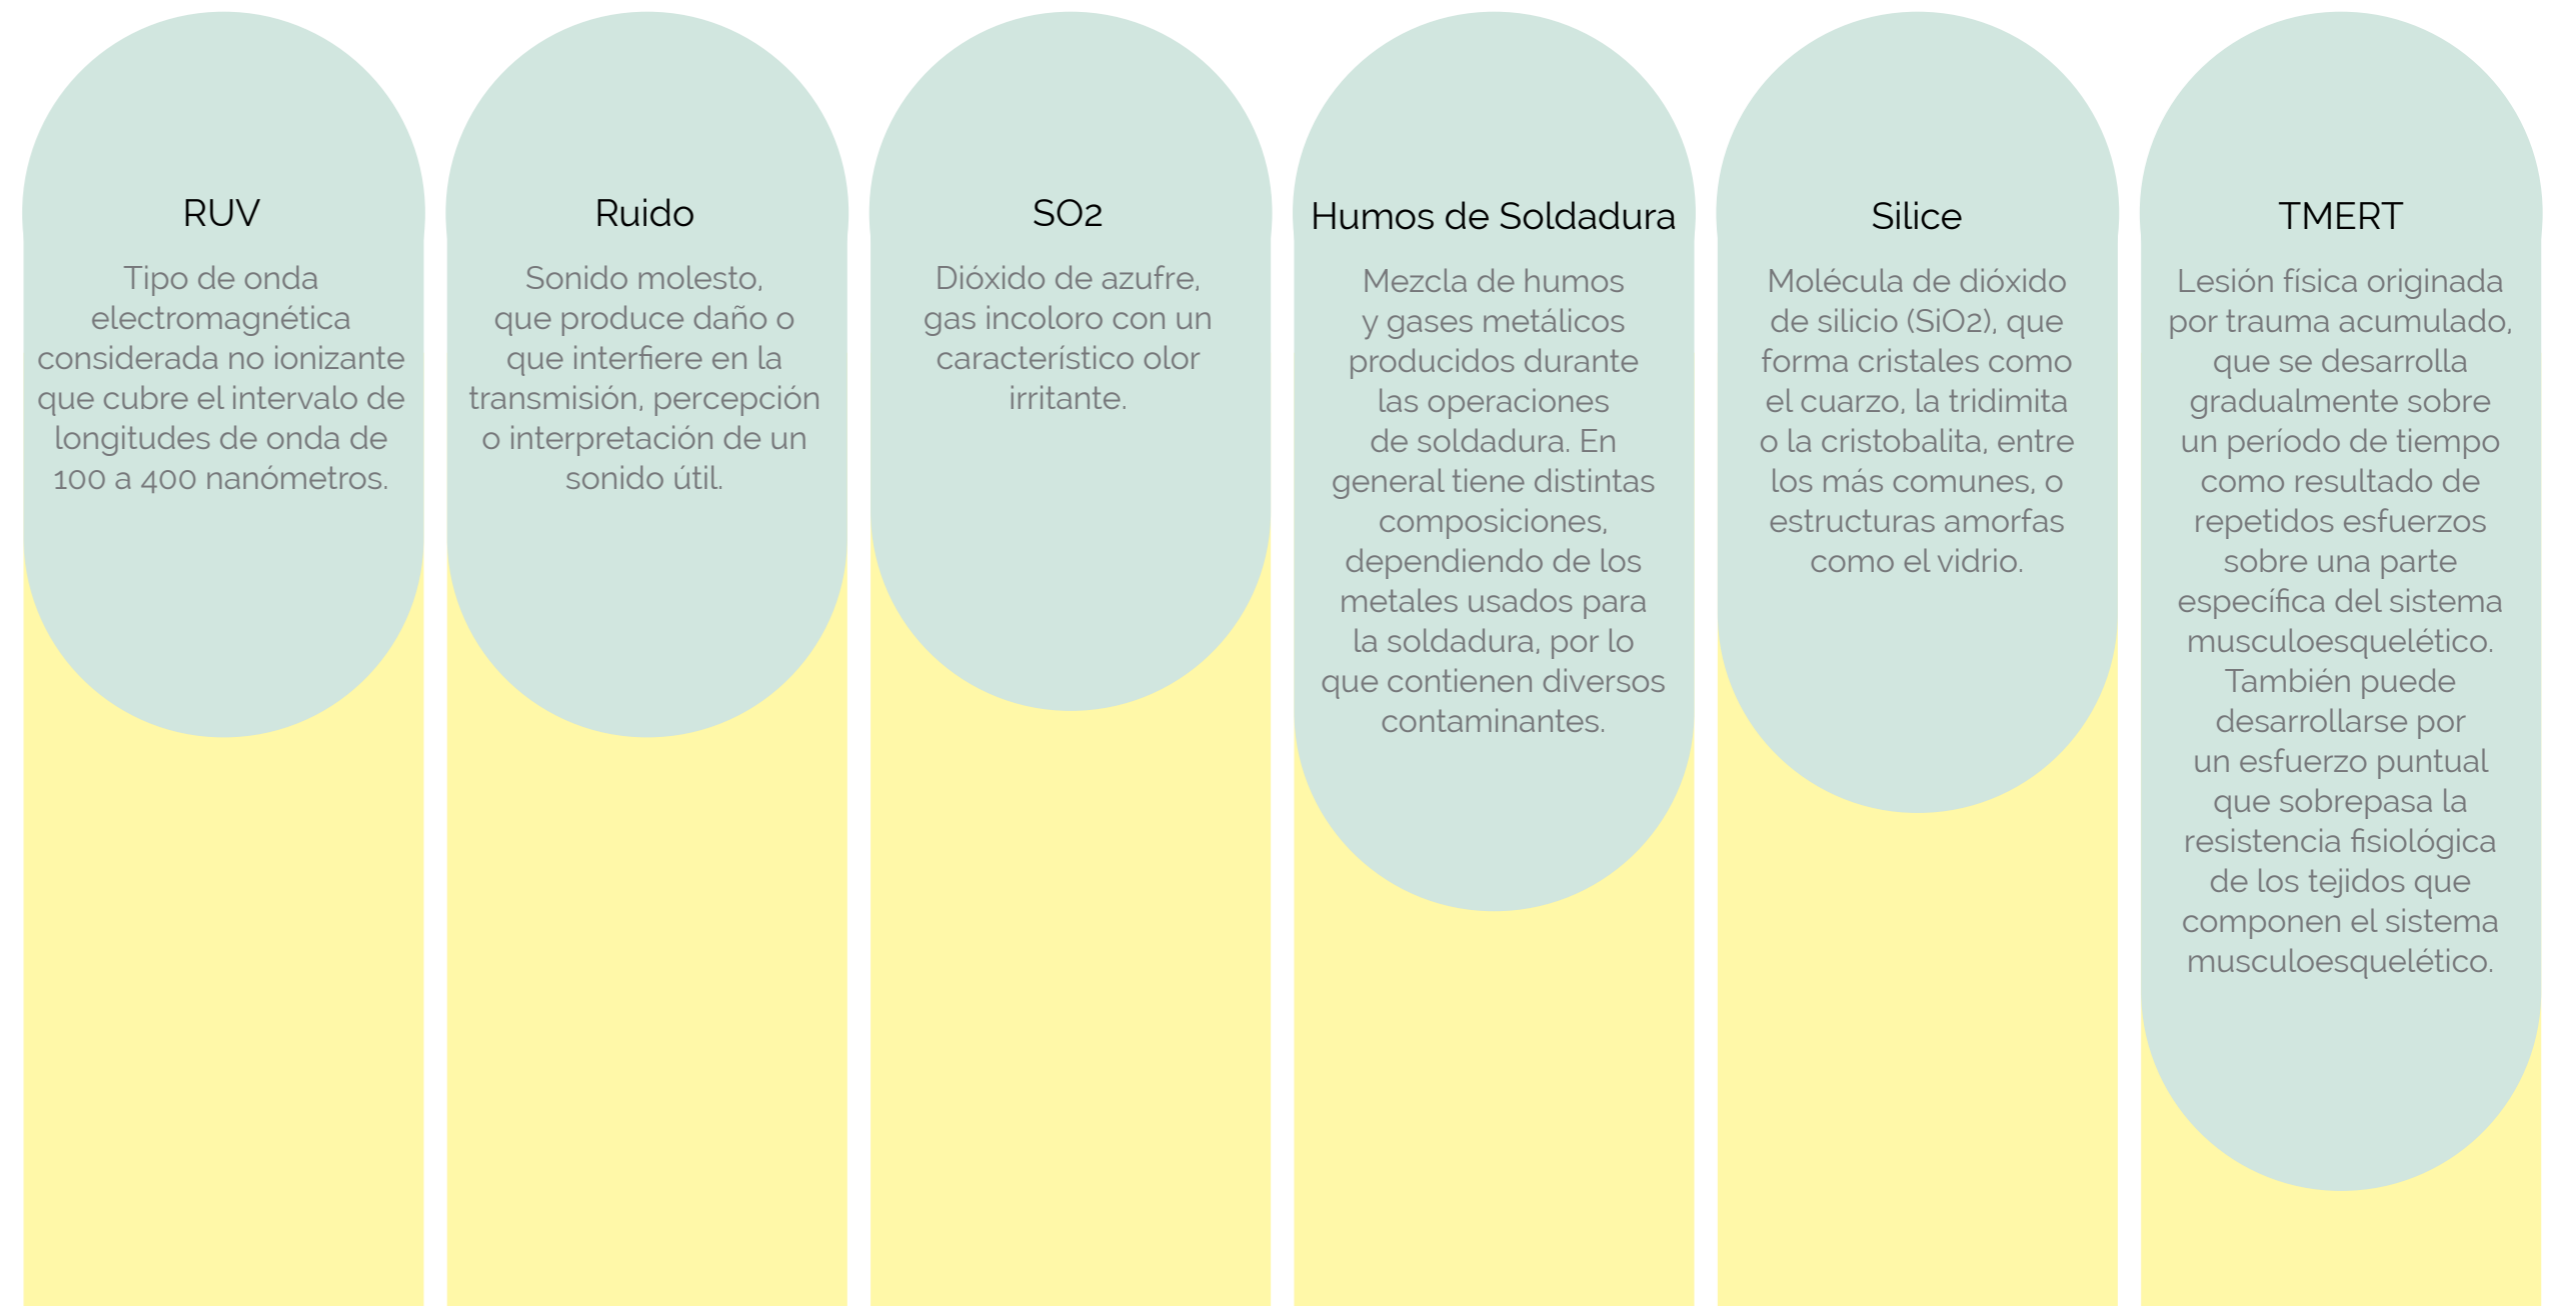 RUV
Tipo de onda
electromagnética
considerada no ionizante
que cubre el intervalo de
longitudes de onda de
100 a 400 nanómetros.
Ruido
Sonido molesto,
que produce daño o
que interfiere en la
transmisión, percepción
o interpretación de un
sonido útil.
SO2
Dióxido de azufre,
gas incoloro con un
característico olor
irritante.
Humos de Soldadura
Mezcla de humos
y gases metálicos
producidos durante
las operaciones
de soldadura. En
general tiene distintas
composiciones,
dependiendo de los
metales usados para
la soldadura, por lo
que contienen diversos
contaminantes.
Silice
Molécula de dióxido
de silicio (SiO2), que
forma cristales como
el cuarzo, la tridimita
o la cristobalita, entre
los más comunes, o
estructuras amorfas
como el vidrio.
TMERT
Lesión física originada
por trauma acumulado,
que se desarrolla
gradualmente sobre
un período de tiempo
como resultado de
repetidos esfuerzos
sobre una parte
específica del sistema
musculoesquelético.
También puede
desarrollarse por
un esfuerzo puntual
que sobrepasa la
resistencia fisiológica
de los tejidos que
componen el sistema
musculoesquelético.